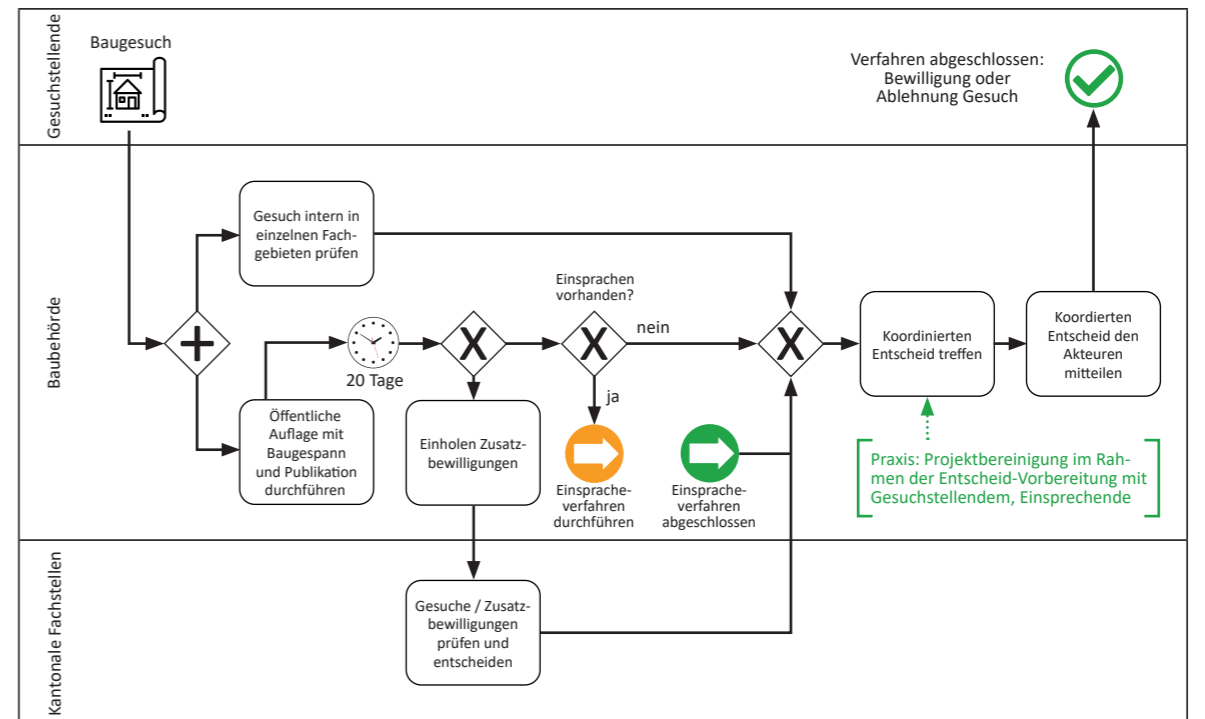 Gesuchstellende
Baugesuch
Verfahren abgeschlossen:
Bewilligung oder
Ablehnung Gesuch
Baubehörde
Gesuch intern in
einzelnen Fach-
gebieten prüfen
Öffentliche
Auflage mit
Baugespann
und Publikation
durchführen
20 Tage
X
Einholen Zusatz-
bewilligungen
Einsprachen
vorhanden?
X
nein
ja
Einsprache-
verfahren
durchführen
Einsprache-
verfahren
abgeschlossen
X
Koordinierten
Entscheid treffen
Koordierten
Entscheid den
Akteuren
mitteilen
Praxis: Projektbereinigung im Rah-
men der Entscheid-Vorbereitung mit
Gesuchstellendem, Einsprechende
Kantonale Fachstellen
Gesuche / Zusatz-
bewilligungen
prüfen und
entscheiden